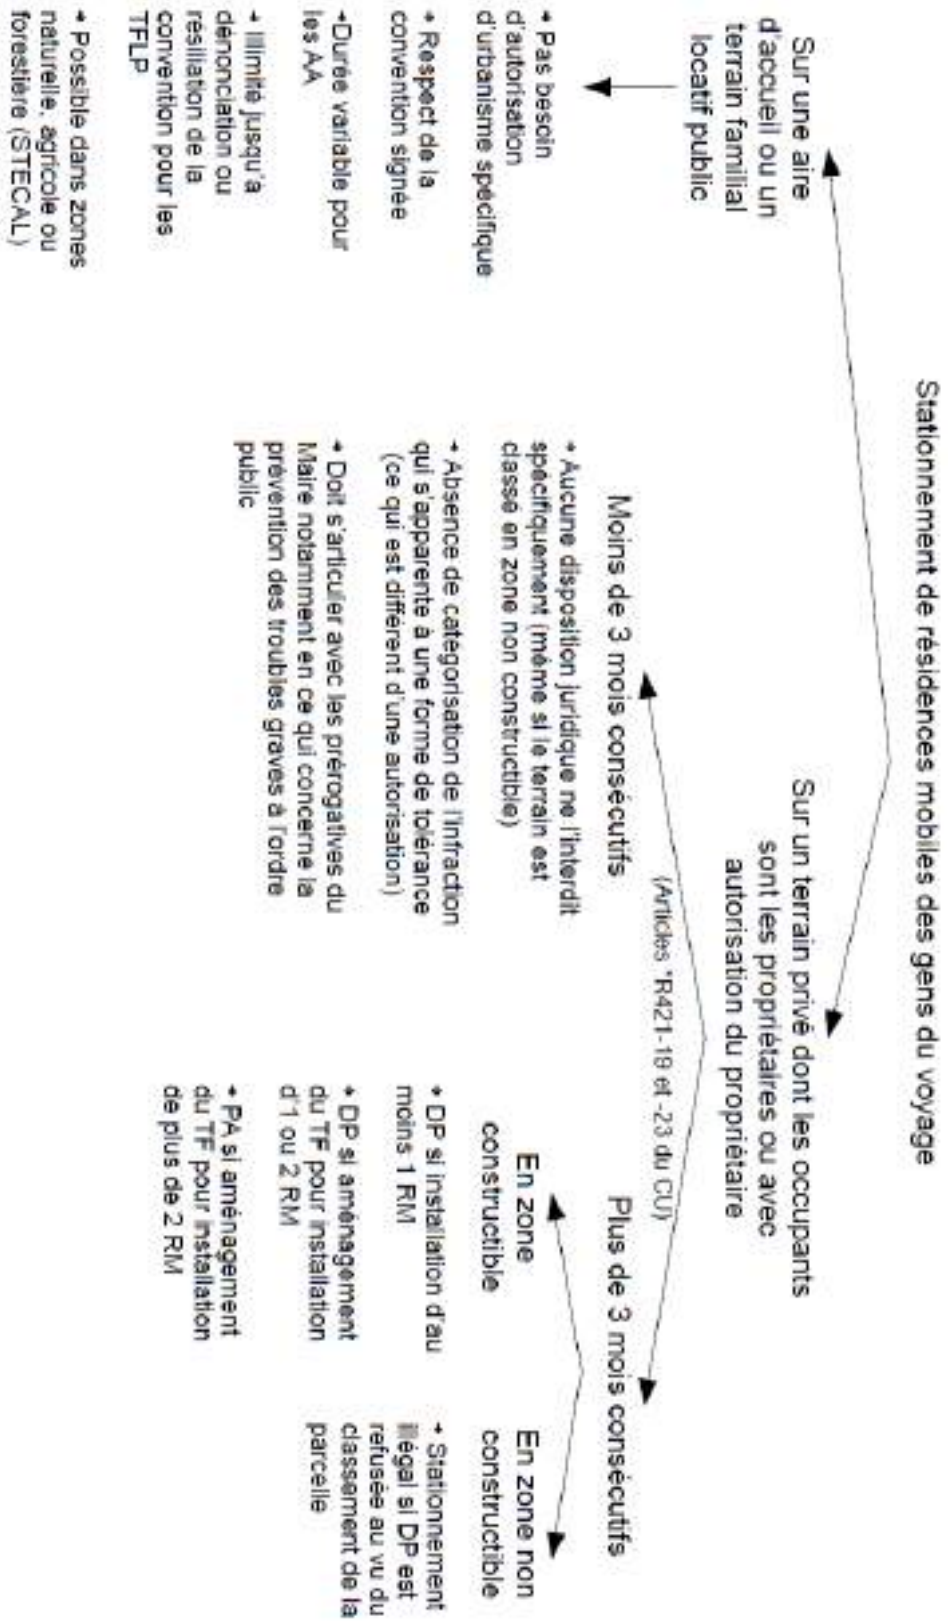 Stationnement de résidences mobiles des gens du voyage
Sur une aire
d'accueil ou un
terrain familial
locatif public
+ Pas besoin
d'autorisation
d'urbanisme spécifique
+ Respect de la
convention signée
+Durée variable pour
les AA
+ Illimité jusqu'à
dénonciation ou
résiliation de la
convention pour les
TFLP
+ Possible dans zones
naturelle, agricole ou
forestière (STECAL)
Sur un terrain privé dont les occupants
sont les propriétaires ou avec
autorisation du propriétaire
(Articles *R421-19 et -23 du CU)
Moins de 3 mois consécutifs
+ Aucune disposition juridique ne l'interdit
spécifiquement (même si le terrain est
classé en zone non constructible)
+ Absence de catégorisation de l'infraction
qui s'apparente à une forme de tolérance
(ce qui est différent d'une autorisation)
+ Doit s'articuler avec les prérogatives du
Maire notamment en ce qui concerne la
prévention des troubles graves à l'ordre
public
Plus de 3 mois consécutifs
En zone
constructible
+ DP si installation d'au
moins 1 RM
+ DP si aménagement
du TF pour installation
d'1 ou 2 RM
+ PA si aménagement
du TF pour installation
de plus de 2 RM
En zone non
constructible
+ Stationnement
illégal si DP est
refusée au vu du
classement de la
parcelle